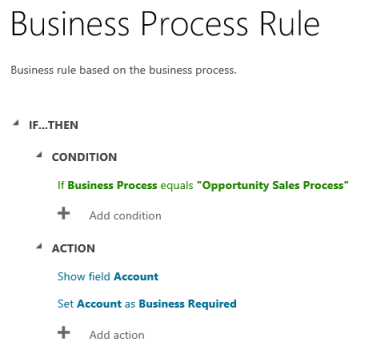 Business Process Rule
Business rule based on the business process.
IF...THEN
CONDITION
If Business Process equals "Opportunity Sales Process"
Add condition
ACTION
Show field Account
Set Account as Business Required
Add action